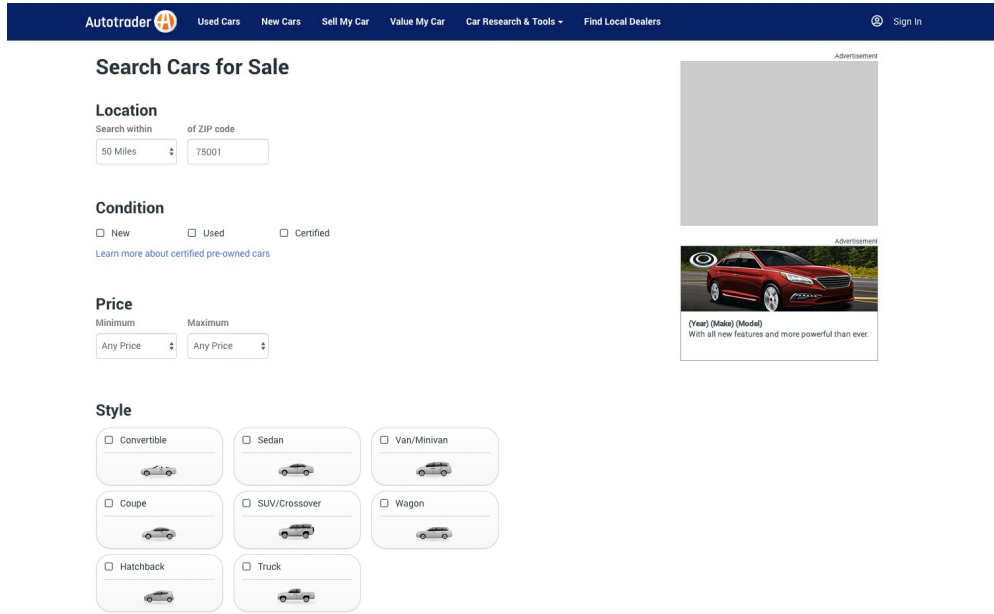 Autotrader Used Cars New Cars Sell My Car Value My Car Car Research & Tools Find Local Dealers Sign In
Search Cars for Sale
Location
Search within of ZIP code
50 Miles 75001
Condition
New Used Certified
Learn more about certified pre-owned cars
Price
Minimum Maximum
Any Price Any Price
Style
Convertible Sedan Van/Minivan
Coupe SUV/Crossover Wagon
Hatchback Truck
Advertisement
Advertisement
(Year) (Make) (Model)
With all new features and more powerful than ever.